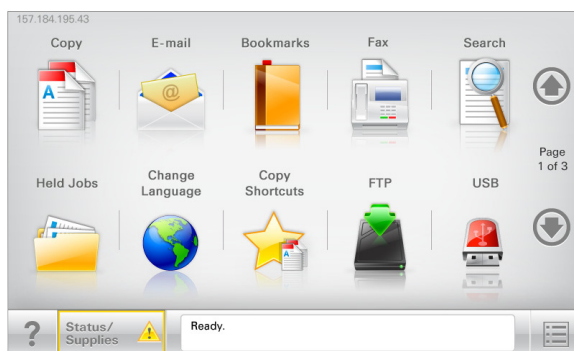 157.184.195.43
Copy
E-mail
Bookmarks
Fax
Search
A
@
Page
1 of 3
Held Jobs
Change
Language
Copy
Shortcuts
FTP
USB
A
?
Status/
Supplies
!
Ready.